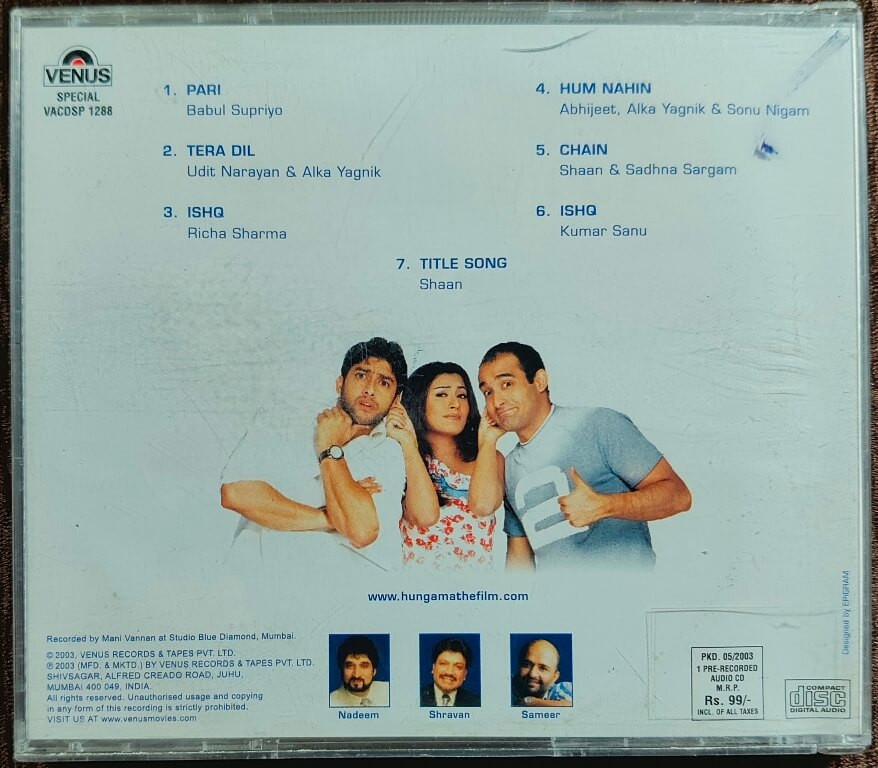 VENUS
SPECIAL
VACDSP 1288
1. PARI
Babul Supriyo
2. TERA DIL
Udit Narayan & Alka Yagnik
3. ISHQ
Richa Sharma
4. HUM NAHIN
Abhijeet, Alka Yagnik & Sonu Nigam
5. CHAIN
Shaan & Sadhna Sargam
6. ISHQ
Kumar Sanu
7. TITLE SONG
Shaan
2
www.hungamathefilm.com
Recorded by Mani Vannan at Studio Blue Diamond, Mumbai.
© 2003, VENUS RECORDS & TAPES PVT. LTD.
℗ 2003 (MFD. & MKTD.) BY VENUS RECORDS & TAPES PVT. LTD.
SHIVSAGAR, ALFRED CREADO ROAD, JUHU,
MUMBAI 400 049, INDIA.
All rights reserved. Unauthorised usage and copying
in any form of this recording is strictly prohibited.
VISIT US AT www.venusmovies.com
Nadeem
Shravan
Sameer
PKD. 05/2003
1 PRE-RECORDED
AUDIO CD
M.R.P.
Rs. 99/-
INCL. OF ALL TAXES
COMPACT
disc
DIGITAL AUDIO
Designed by EPIGRAM